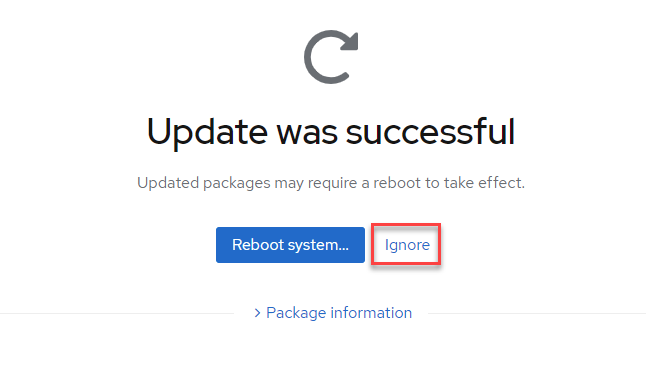 Update was successful
Updated packages may require a reboot to take effect.
Reboot system... Ignore
Package information